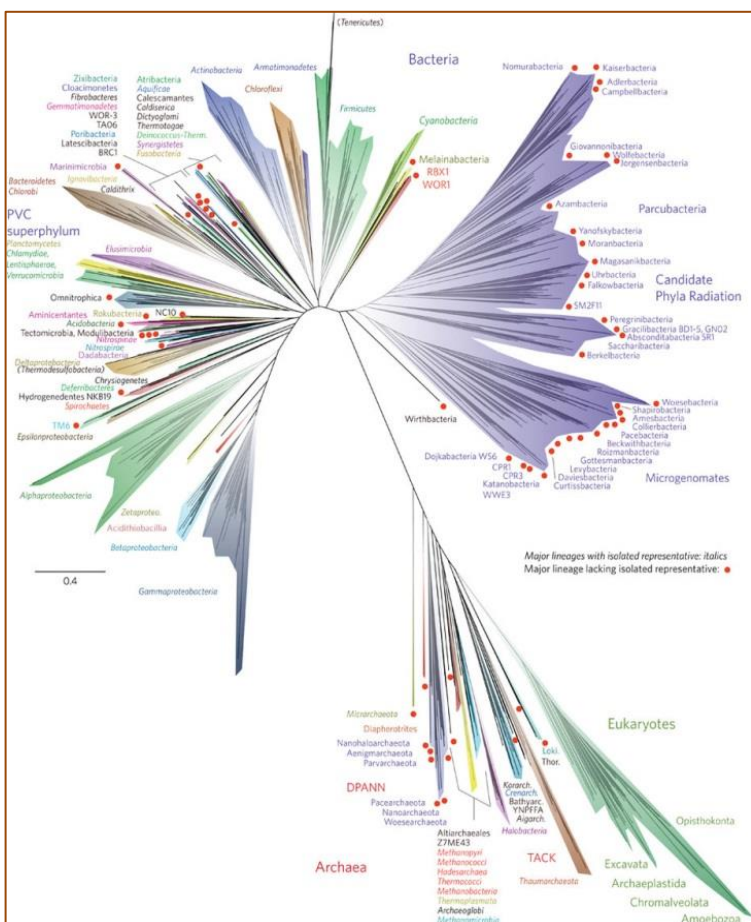 (Tenericutes)
Bacteria
Zixibacteria
Cloacimonetes
Fibrobacteres
Gemmatimonadetes
WOR-3
TA06
Poribacteria
Latescibacteria
BRC1
Atribacteria
Aquificae
Calescamantes
Caldiserica
Dictyoglomi
Thermotogae
Deinococcus-Therm.
Synergistetes
Fusobacteria
Actinobacteria
Armatimonadetes
Chloroflexi
Firmicutes
Cyanobacteria
Melainabacteria
RBX1
WOR1
Nomurabacteria
Kaiserbacteria
Adlerbacteria
Campbellbacteria
Giovannonibacteria
Wolfebacteria
Jorgensenbacteria
Azambacteria
Parcubacteria
Yanofskybacteria
Moranbacteria
Magasanikbacteria
Uhrbacteria
Falkowbacteria
Candidate
Phyla Radiation
SM2F11
Peregrinibacteria
Gracilibacteria BD1-5, GN02
Absconditabacteria SR1
Saccharibacteria
Berkelbacteria
Marinimicrobia
Bacteroidetes
Chlorobi
Ignavibacteria
Caldithrix
PVC
superphylum
Planctomycetes
Chlamydiae,
Lentisphaerae,
Verrucomicrobia
Elusimicrobia
Omnitrophica
Aminicentantes
Rokubacteria
NC10
Acidobacteria
Tectomicrobia, Modulibacteria
Nitrospinae
Nitrospirae
Dadabacteria
Deltaproteobacteria
(Thermodesulfobacteria)
Chrysiogenetes
Deferribacteres
Hydrogenedentes NKB19
Spirochaetes
TM6
Epsilonproteobacteria
Wirthbacteria
Woesebacteria
Shapirobacteria
Amesbacteria
Collierbacteria
Pacebacteria
Beckwithbacteria
Roizmanbacteria
Gottesmanbacteria
Levybacteria
Daviesbacteria
Curtissbacteria
Microgenomates
Dojkabacteria WS6
CPR1
CPR3
Katanobacteria
WWE3
Alphaproteobacteria
Zetaproteo.
Acidithiobacillia
Betaproteobacteria
Gammaproteobacteria
0.4
Major lineages with isolated representative: italics
Major lineage lacking isolated representative:
Micrarchaeota
Diapherotrites
Nanohaloarchaeota
Aenigmarchaeota
Parvarchaeota
DPANN
Pacearchaeota
Nanoarchaeota
Woesearchaeota
Archaea
Altiarchaeales
Z7ME43
Methanopyri
Methanococci
Hadesarchaea
Thermococci
Methanobacteria
Thermoplasmata
Archaeoglobi
Methanomicrobia
Halobacteria
Korarch.
Crenarch.
Bathyarc.
YNPFFA
Aigarch.
TACK
Thaumarchaeota
Loki.
Thor.
Eukaryotes
Opisthokonta
Excavata
Archaeplastida
Chromalveolata
Amoebozoa